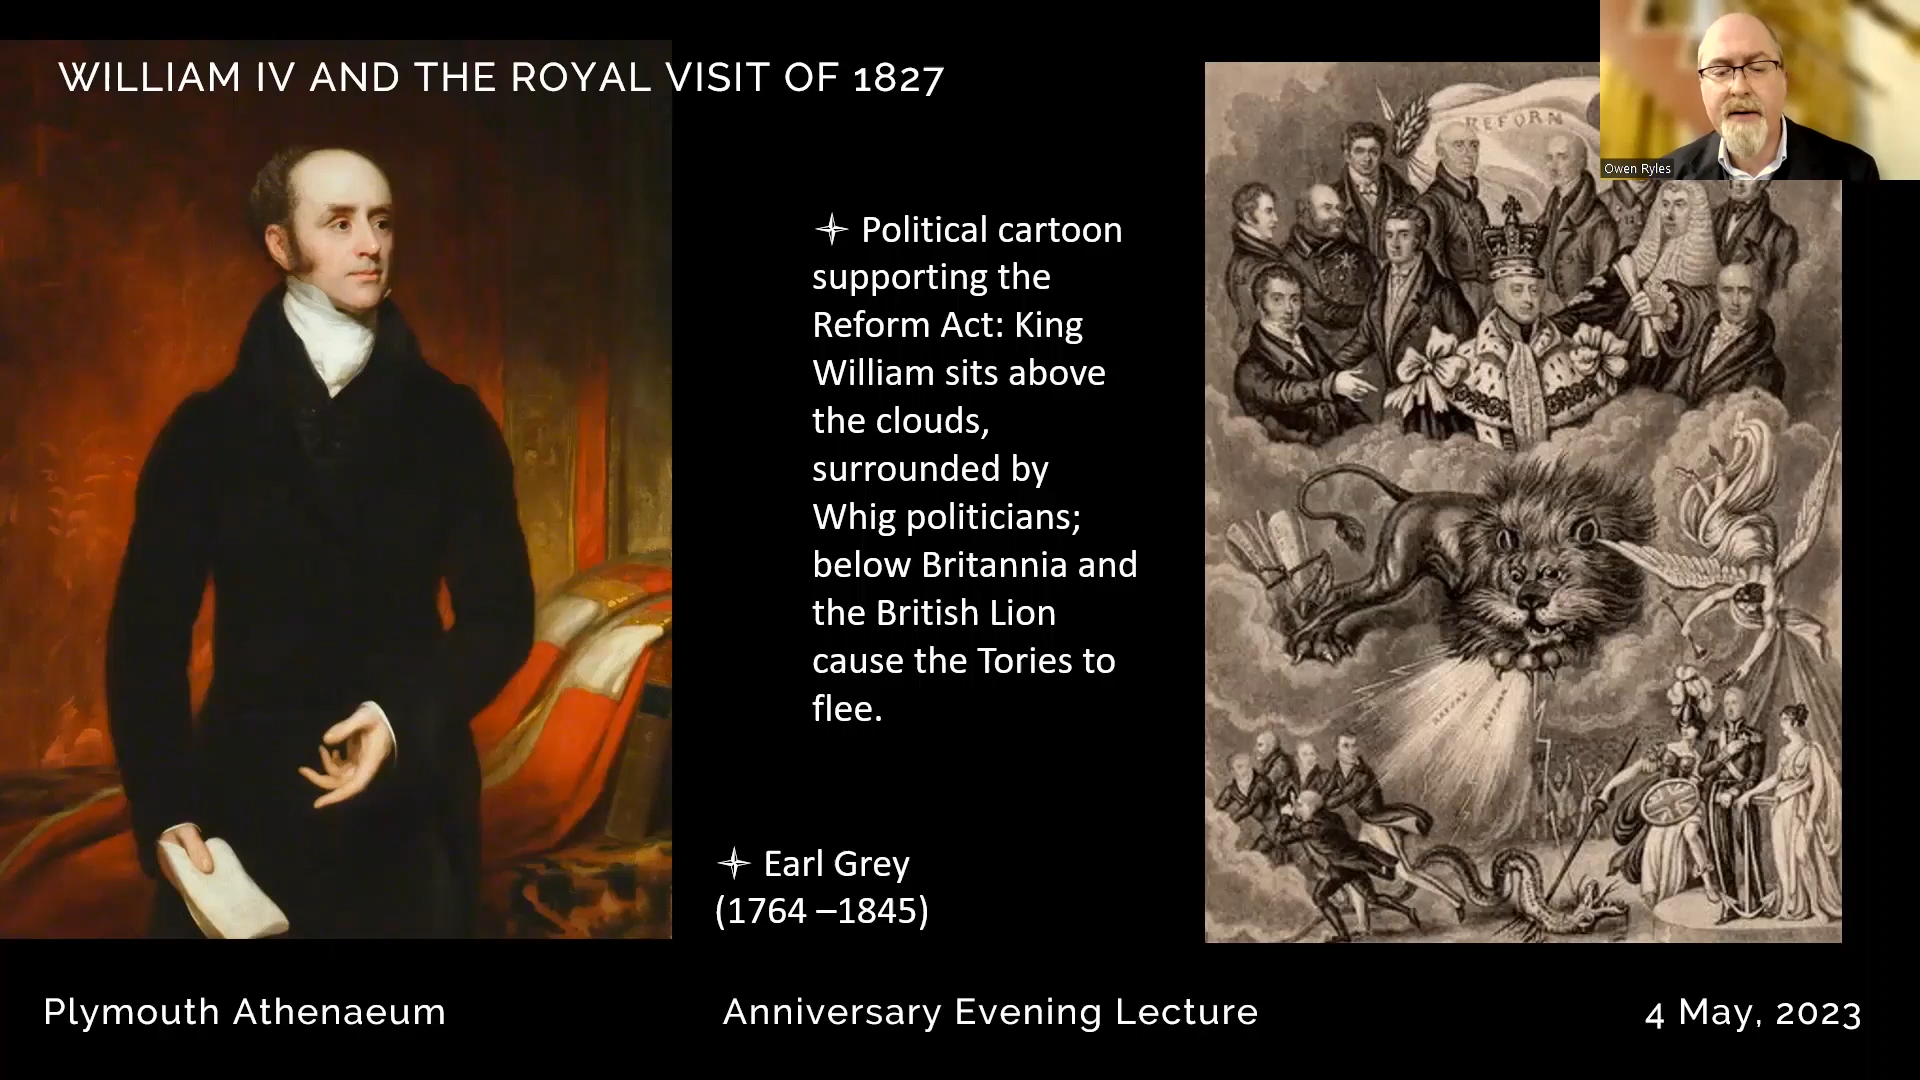 WILLIAM IV AND THE ROYAL VISIT OF 1827
Owen Ryles
REFORM
Political cartoon
supporting the
Reform Act: King
William sits above
the clouds,
surrounded by
Whig politicians;
below Britannia and
the British Lion
cause the Tories to
flee.
Earl Grey
(1764 –1845)
Plymouth Athenaeum
Anniversary Evening Lecture
4 May, 2023